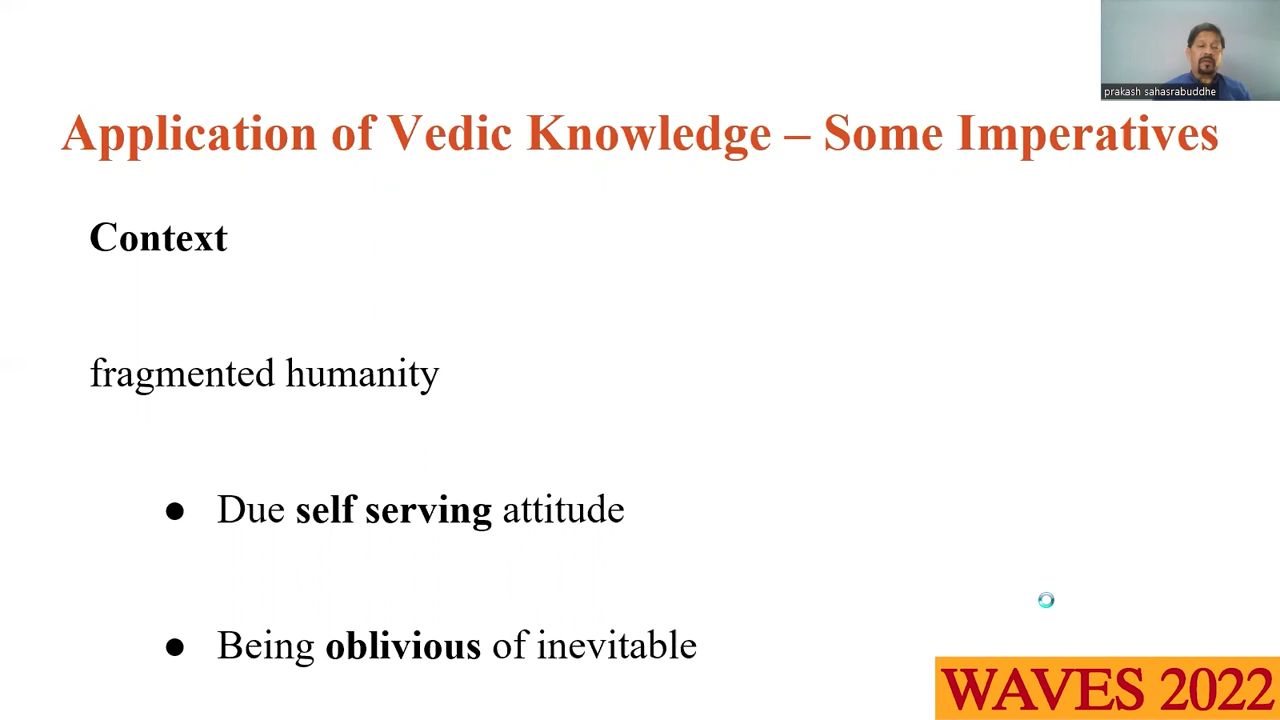 prakash sahasrabuddhe
Application of Vedic Knowledge – Some Imperatives
Context
fragmented humanity
● Due self serving attitude
● Being oblivious of inevitable
WAVES 2022